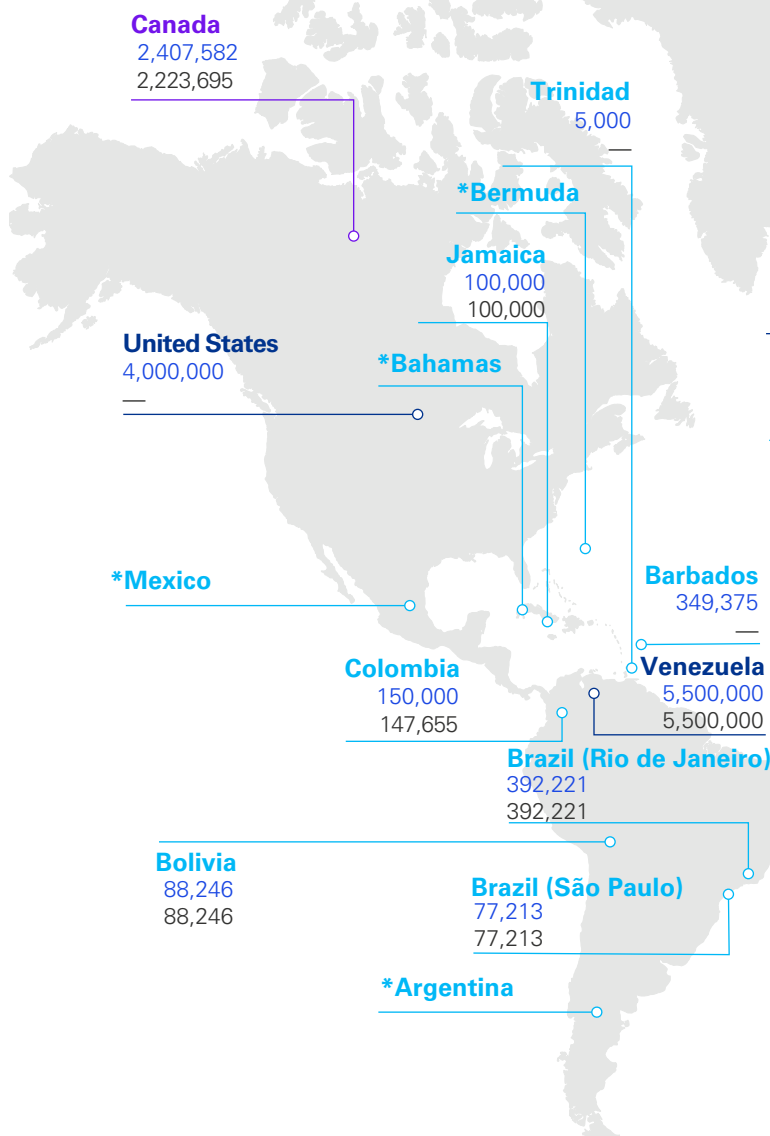 Canada
2,407,582
2,223,695
Trinidad
5,000
—
*Bermuda
Jamaica
100,000
100,000
United States
4,000,000
—
*Bahamas
*Mexico
Barbados
349,375
—
Colombia
150,000
147,655
Venezuela
5,500,000
5,500,000
Brazil (Rio de Janeiro)
392,221
392,221
Bolivia
88,246
88,246
Brazil (São Paulo)
77,213
77,213
*Argentina